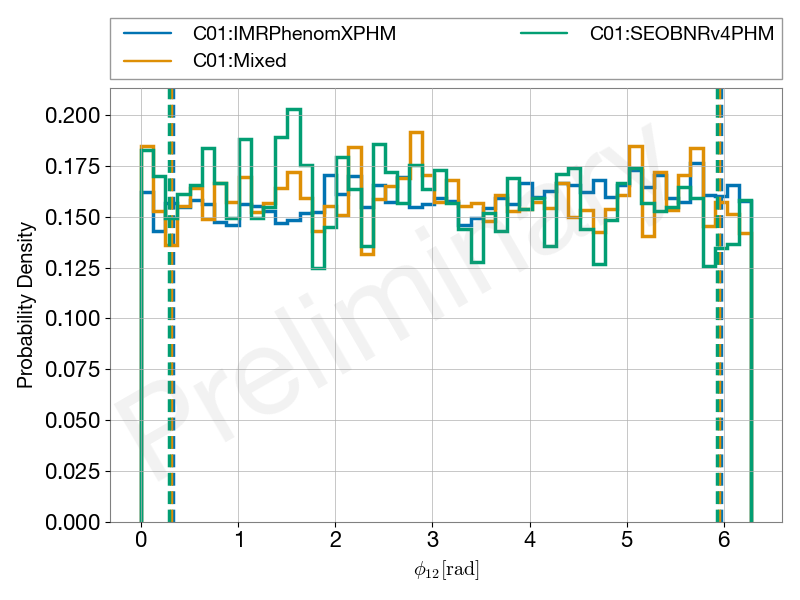 C01:IMRPhenomXPHM
C01:SEOBNRv4PHM
C01:Mixed
0.200
0.175
0.150
0.125
0.100
0.075
0.050
0.025
0.000
Probability Density
Preliminary
0 1 2 3 4 5 6
ϕ₁₂[rad]